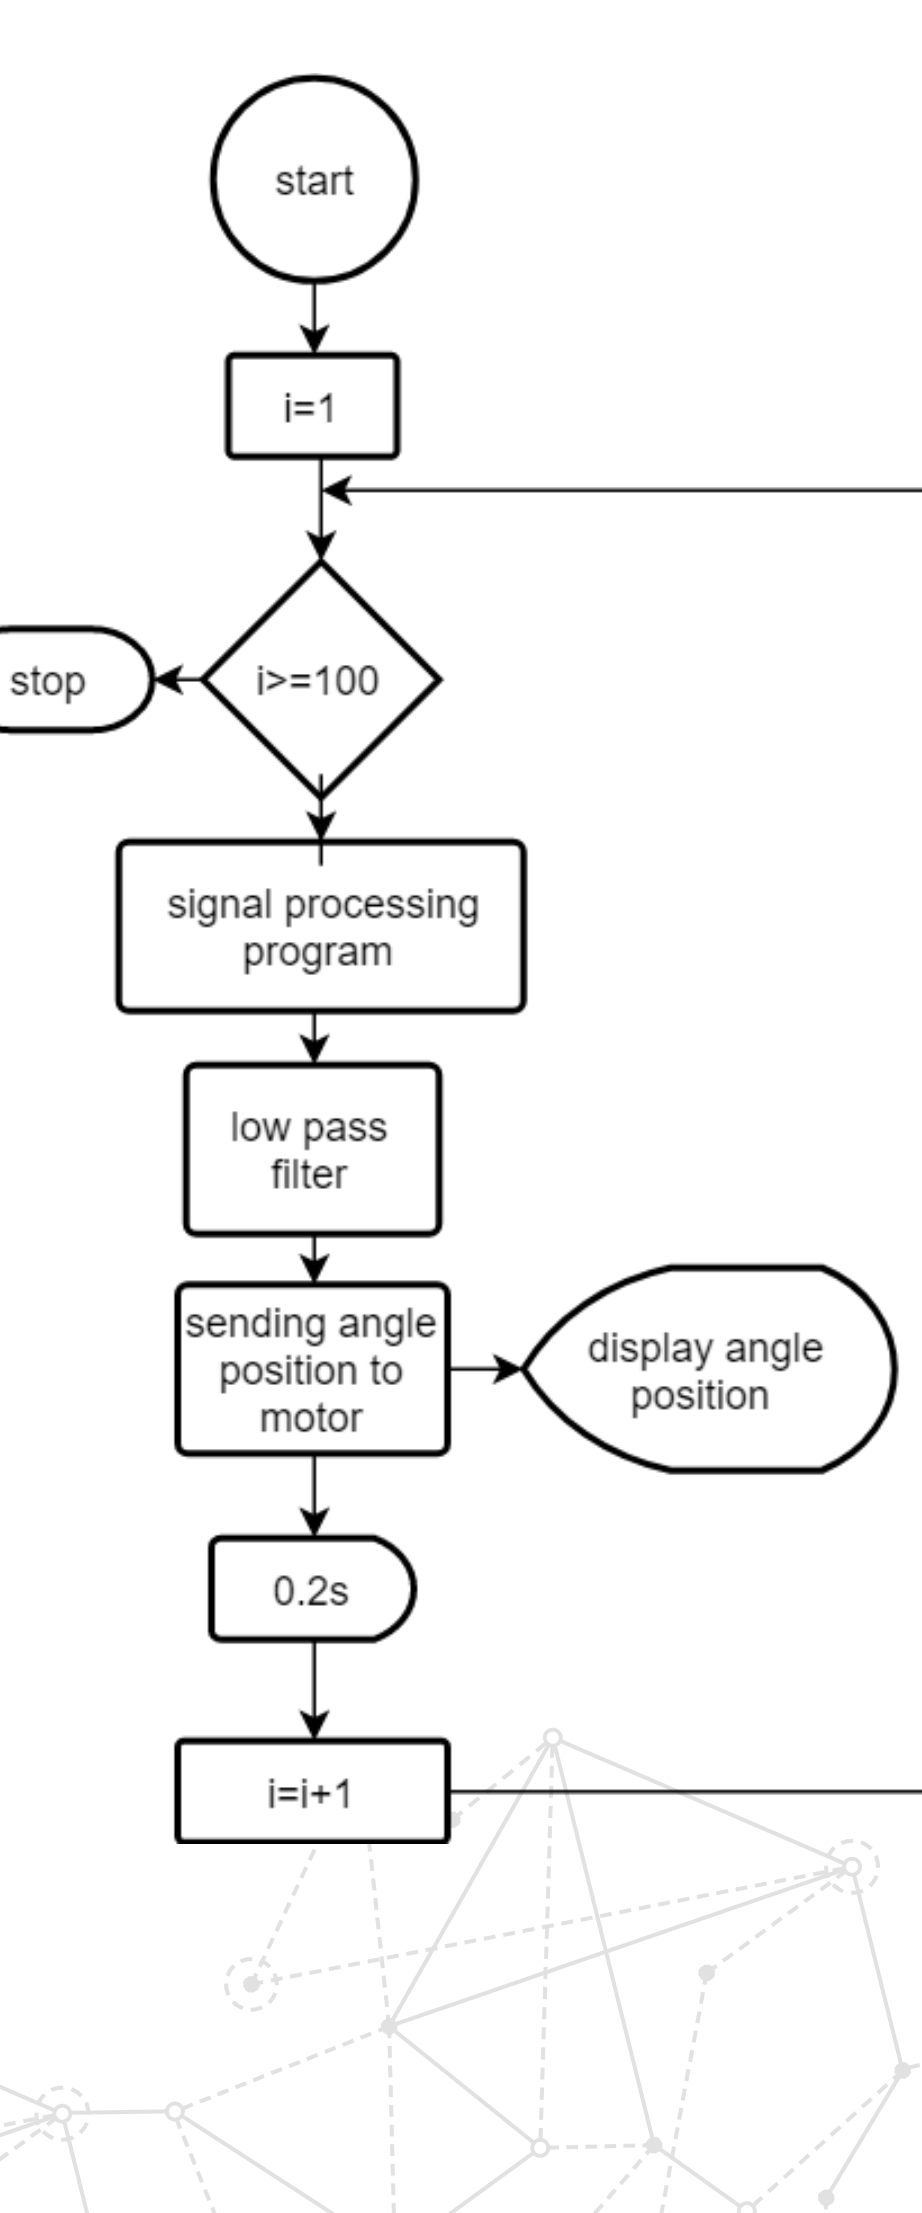 start
i=1
i>=100
stop
signal processing
program
low pass
filter
sending angle
position to
motor
display angle
position
0.2s
i=i+1